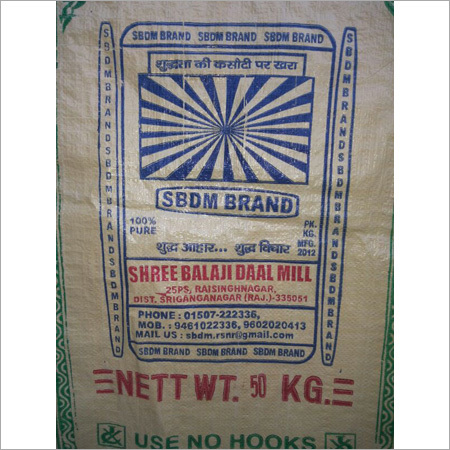 SBDM BRAND SBDM BRAND SBDM BRAND
SBDMBRANDSBDMBRANDSBDMBRAND
SBDMBRANDSBDMBRANDSBDMBRAND
शुद्धता की कसौटी पर खरा
SBDM BRAND
100%
PURE
PK.
KG.
MFG.
2012
शुद्ध आहार... शुद्ध विचार
SHREE BALAJI DAAL MILL
25PS, RAISINGHNAGAR,
DIST. SRIGANGANAGAR (RAJ.)-335051
PHONE : 01507-222336,
MOB. : 9461022336, 9602020413
MAIL US : sbdm.rsnr@gmail.com
SBDM BRAND SBDM BRAND SBDM BRAND
NETT WT. 50 KG.
USE NO HOOKS